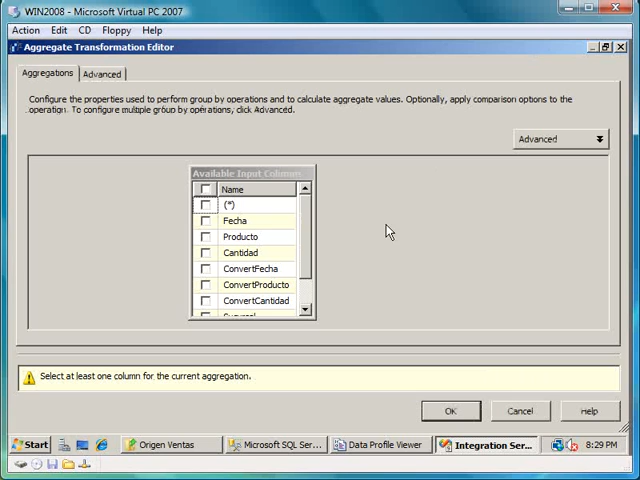 WIN2008 - Microsoft Virtual PC 2007
Action Edit CD Floppy Help
Aggregate Transformation Editor
Aggregations Advanced
Configure the properties used to perform group by operations and to calculate aggregate values. Optionally, apply comparison options to the
operation. To configure multiple group by operations, click Advanced.
Advanced
Available Input Columns
Name
(*)
Fecha
Producto
Cantidad
ConvertFecha
ConvertProducto
ConvertCantidad
Sucursal
Select at least one column for the current aggregation.
OK Cancel Help
Start Origen Ventas Microsoft SQL Ser... Data Profile Viewer Integration Ser... 8:29 PM